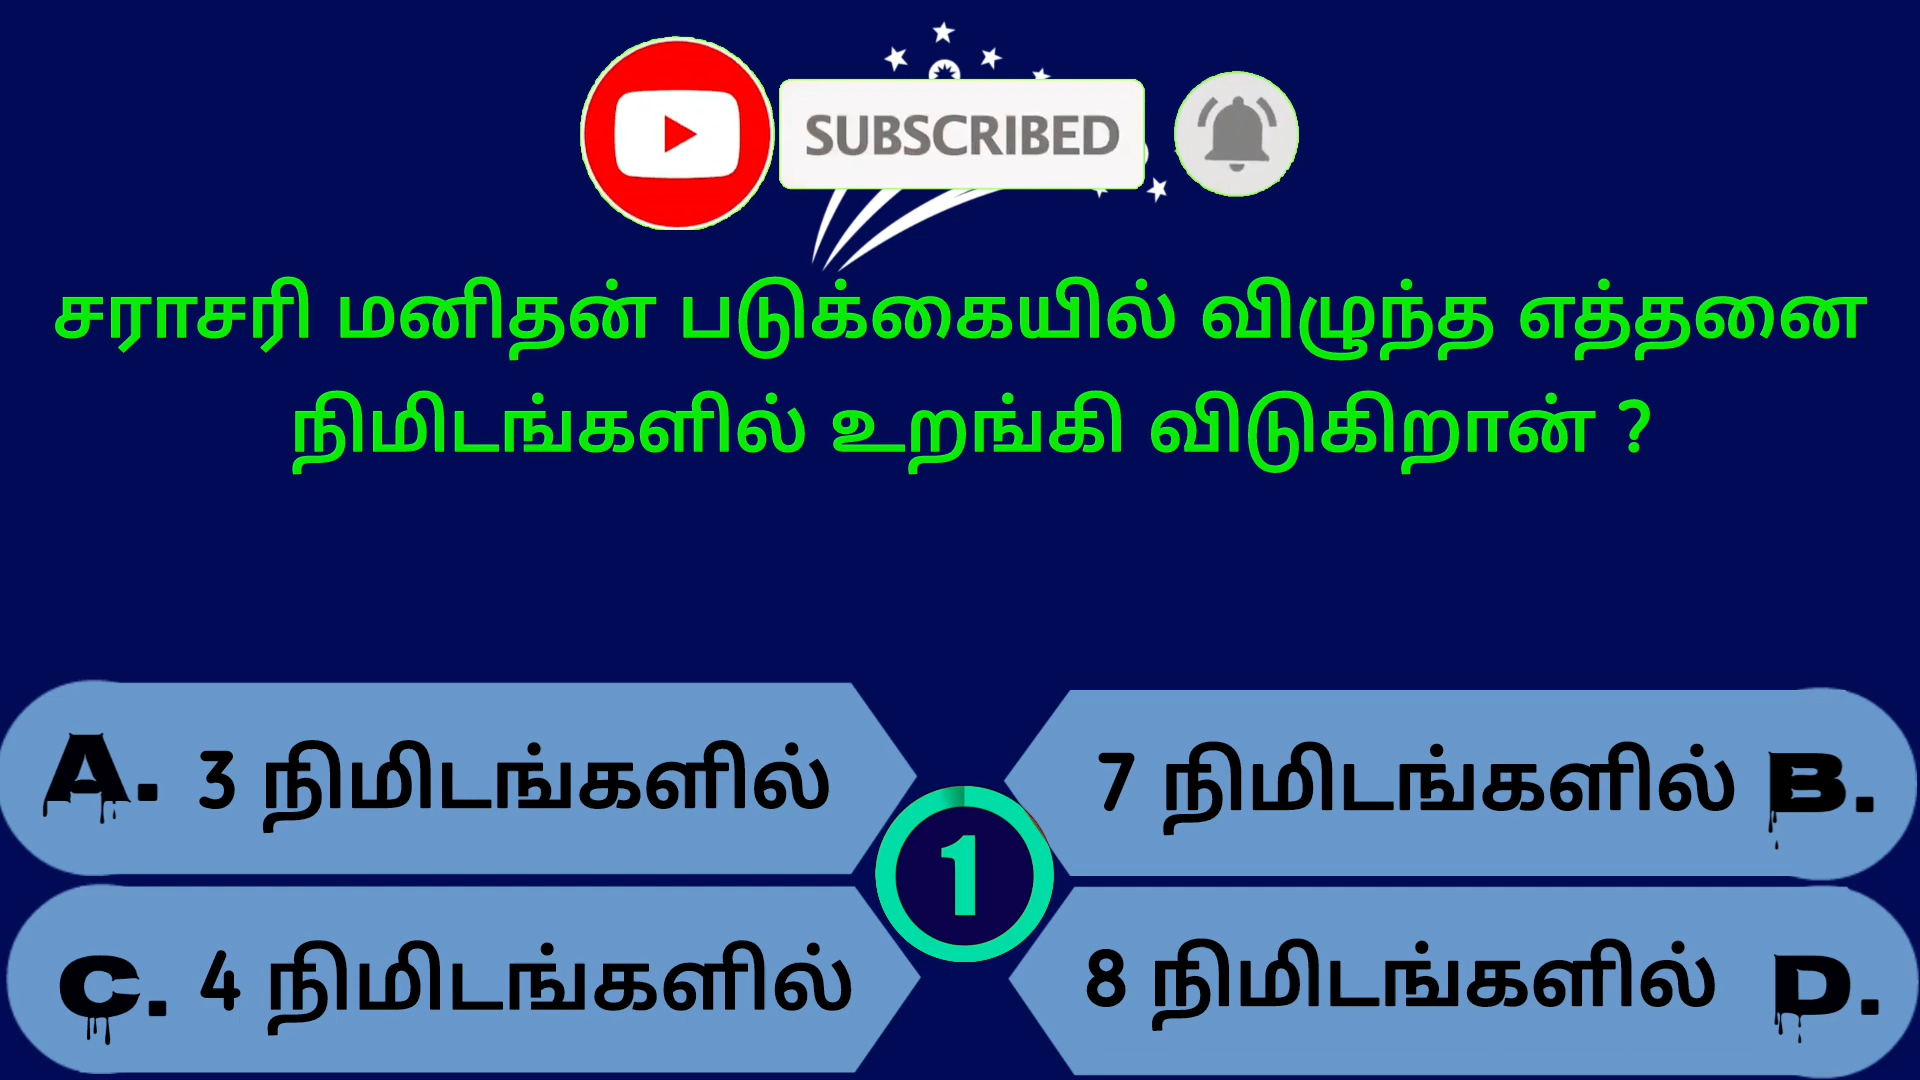 SUBSCRIBED
சராசரி மனிதன் படுக்கையில் விழுந்த எத்தனை
நிமிடங்களில் உறங்கி விடுகிறான் ?
A. 3 நிமிடங்களில்
7 நிமிடங்களில் B.
1
C. 4 நிமிடங்களில்
8 நிமிடங்களில் D.